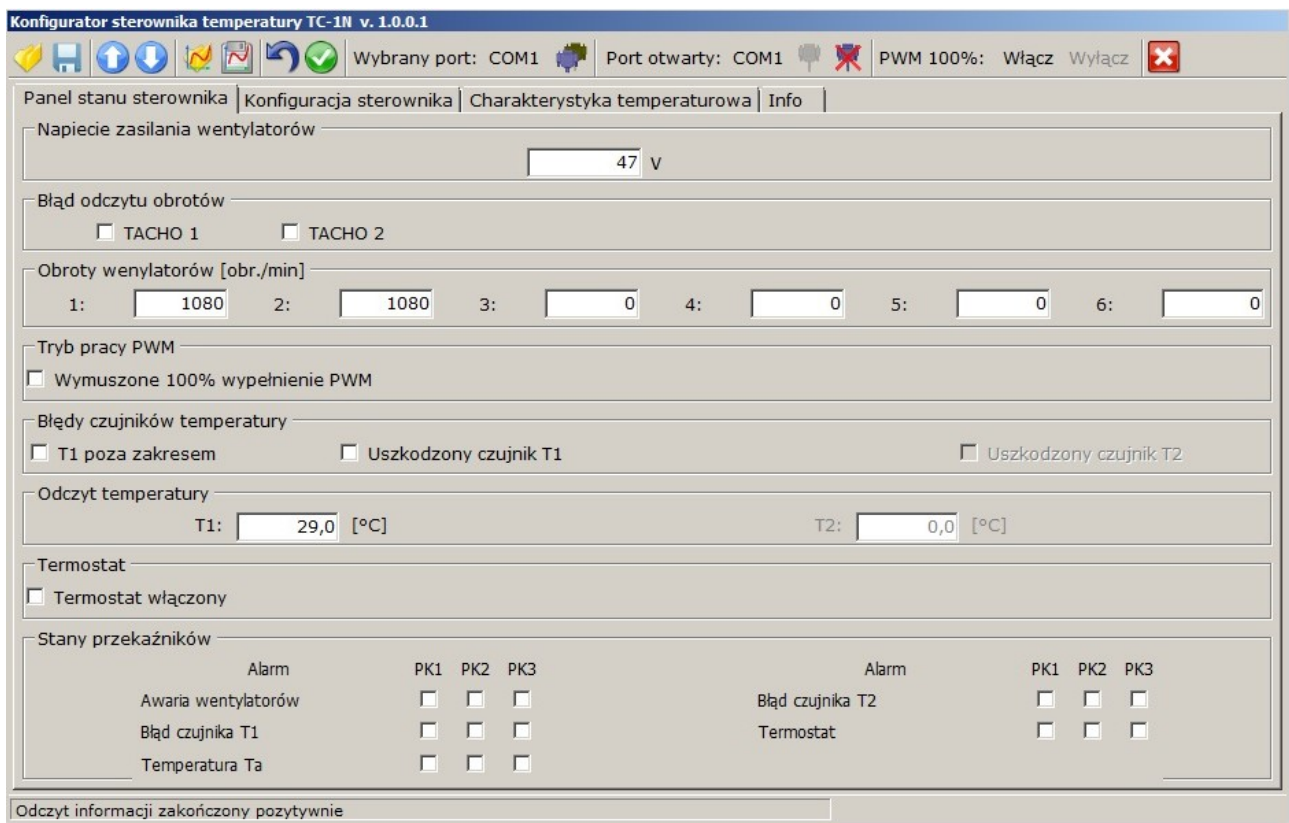 Konfigurator sterownika temperatury TC-1N v. 1.0.0.1
Wybrany port: COM1 Port otwarty: COM1 PWM 100%: Włącz Wyłącz
Panel stanu sterownika Konfiguracja sterownika Charakterystyka temperaturowa Info
Napiecie zasilania wentylatorów
47 V
Błąd odczytu obrotów
TACHO 1 TACHO 2
Obroty wenylatorów [obr./min]
1: 1080 2: 1080 3: 0 4: 0 5: 0 6: 0
Tryb pracy PWM
Wymuszone 100% wypełnienie PWM
Błędy czujników temperatury
T1 poza zakresem Uszkodzony czujnik T1 Uszkodzony czujnik T2
Odczyt temperatury
T1: 29,0 [°C] T2: 0,0 [°C]
Termostat
Termostat włączony
Stany przekaźników
Alarm PK1 PK2 PK3 Alarm PK1 PK2 PK3
Awaria wentylatorów Błąd czujnika T2
Błąd czujnika T1 Termostat
Temperatura Ta
Odczyt informacji zakończony pozytywnie